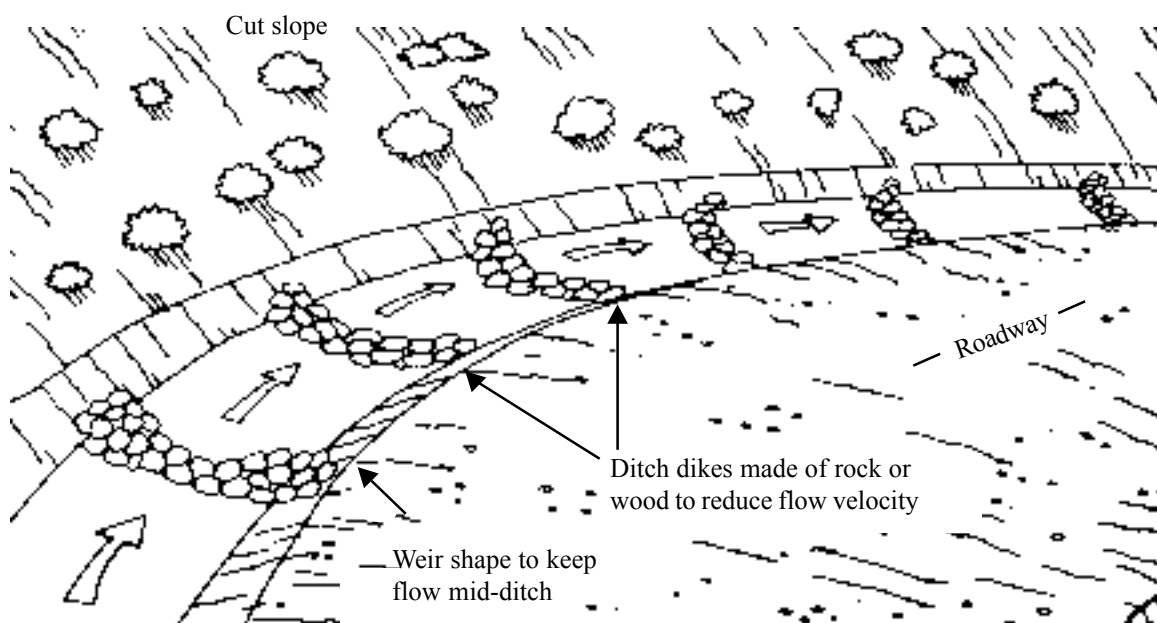 Cut slope
Roadway
Ditch dikes made of rock or
wood to reduce flow velocity
Weir shape to keep
flow mid-ditch